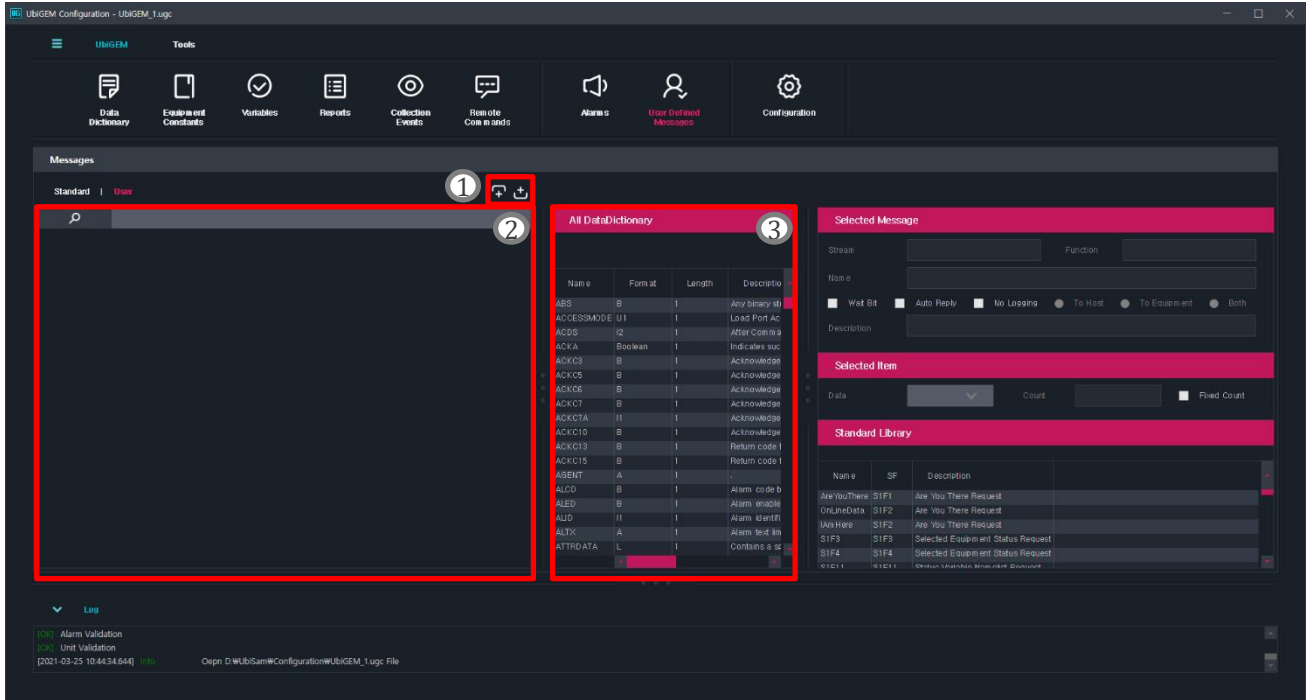 UbiGEM Configuration - UbiGEM_1.ugc
UbiGEM Tools
Data Dictionary
Equipment Constants
Variables
Reports
Collection Events
Remote Commands
Alarms
User Defined Messages
Configuration
Messages
Standard | User
1
2
All DataDictionary
3
Name Format Length Descriptio
ABS B 1 Any binary stri
ACCESSMODE U1 1 Load Port Ac
ACDS I2 1 After Comma
ACKA Boolean 1 Indicates suc
ACKC3 B 1 Acknowledge
ACKC5 B 1 Acknowledge
ACKC6 B 1 Acknowledge
ACKC7 B 1 Acknowledge
ACKC7A I1 1 Acknowledge
ACKC10 B 1 Acknowledge
ACKC13 B 1 Return code f
ACKC15 B 1 Return code f
AGENT A 1 .
ALCD B 1 Alarm code b
ALED B 1 Alarm enable
ALID I1 1 Alarm identifi
ALTX A 1 Alarm text lim
ATTRDATA L 1 Contains a sp
Selected Message
Stream Function
Name
Wait Bit Auto Reply No Logging To Host To Equipment Both
Description
Selected Item
Data Count Fixed Count
Standard Library
Name SF Description
AreYouThere S1F1 Are You There Request
OnLineData S1F2 Are You There Request
IAmHere S1F2 Are You There Request
S1F3 S1F3 Selected Equipment Status Request
S1F4 S1F4 Selected Equipment Status Request
S1F11 S1F11 Status Variable Namelist Request
Log
[OK] Alarm Validation
[OK] Unit Validation
[2021-03-25 10:44:34.644] Info Oepn D:₩UbiSam₩Configuration₩UbiGEM_1.ugc File